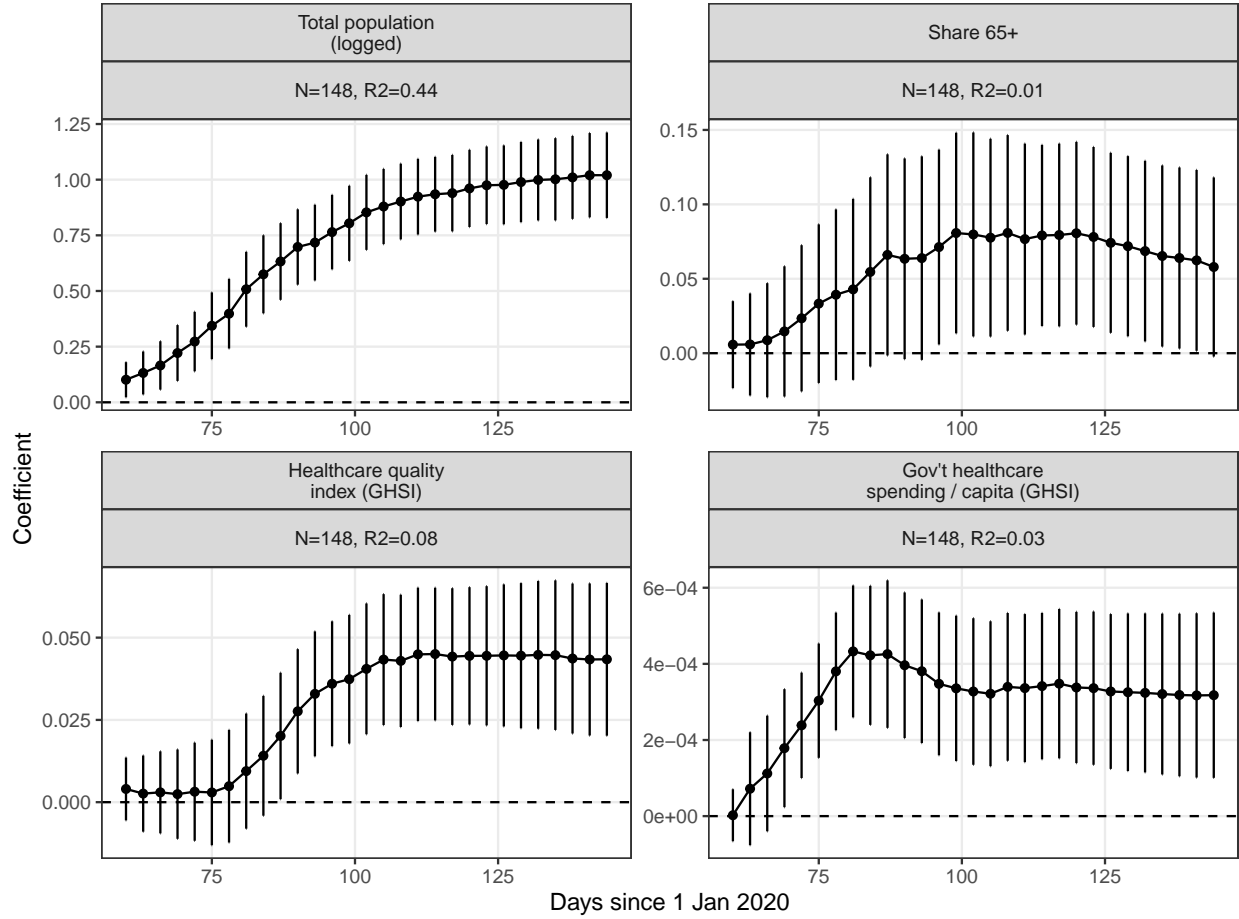 Total population
(logged)
N=148, R2=0.44
1.25
1.00
0.75
0.50
0.25
0.00
75 100 125
Share 65+
N=148, R2=0.01
0.15
0.10
0.05
0.00
75 100 125
Coefficient
Healthcare quality
index (GHSI)
N=148, R2=0.08
0.050
0.025
0.000
75 100 125
Gov't healthcare
spending / capita (GHSI)
N=148, R2=0.03
6e−04
4e−04
2e−04
0e+00
75 100 125
Days since 1 Jan 2020